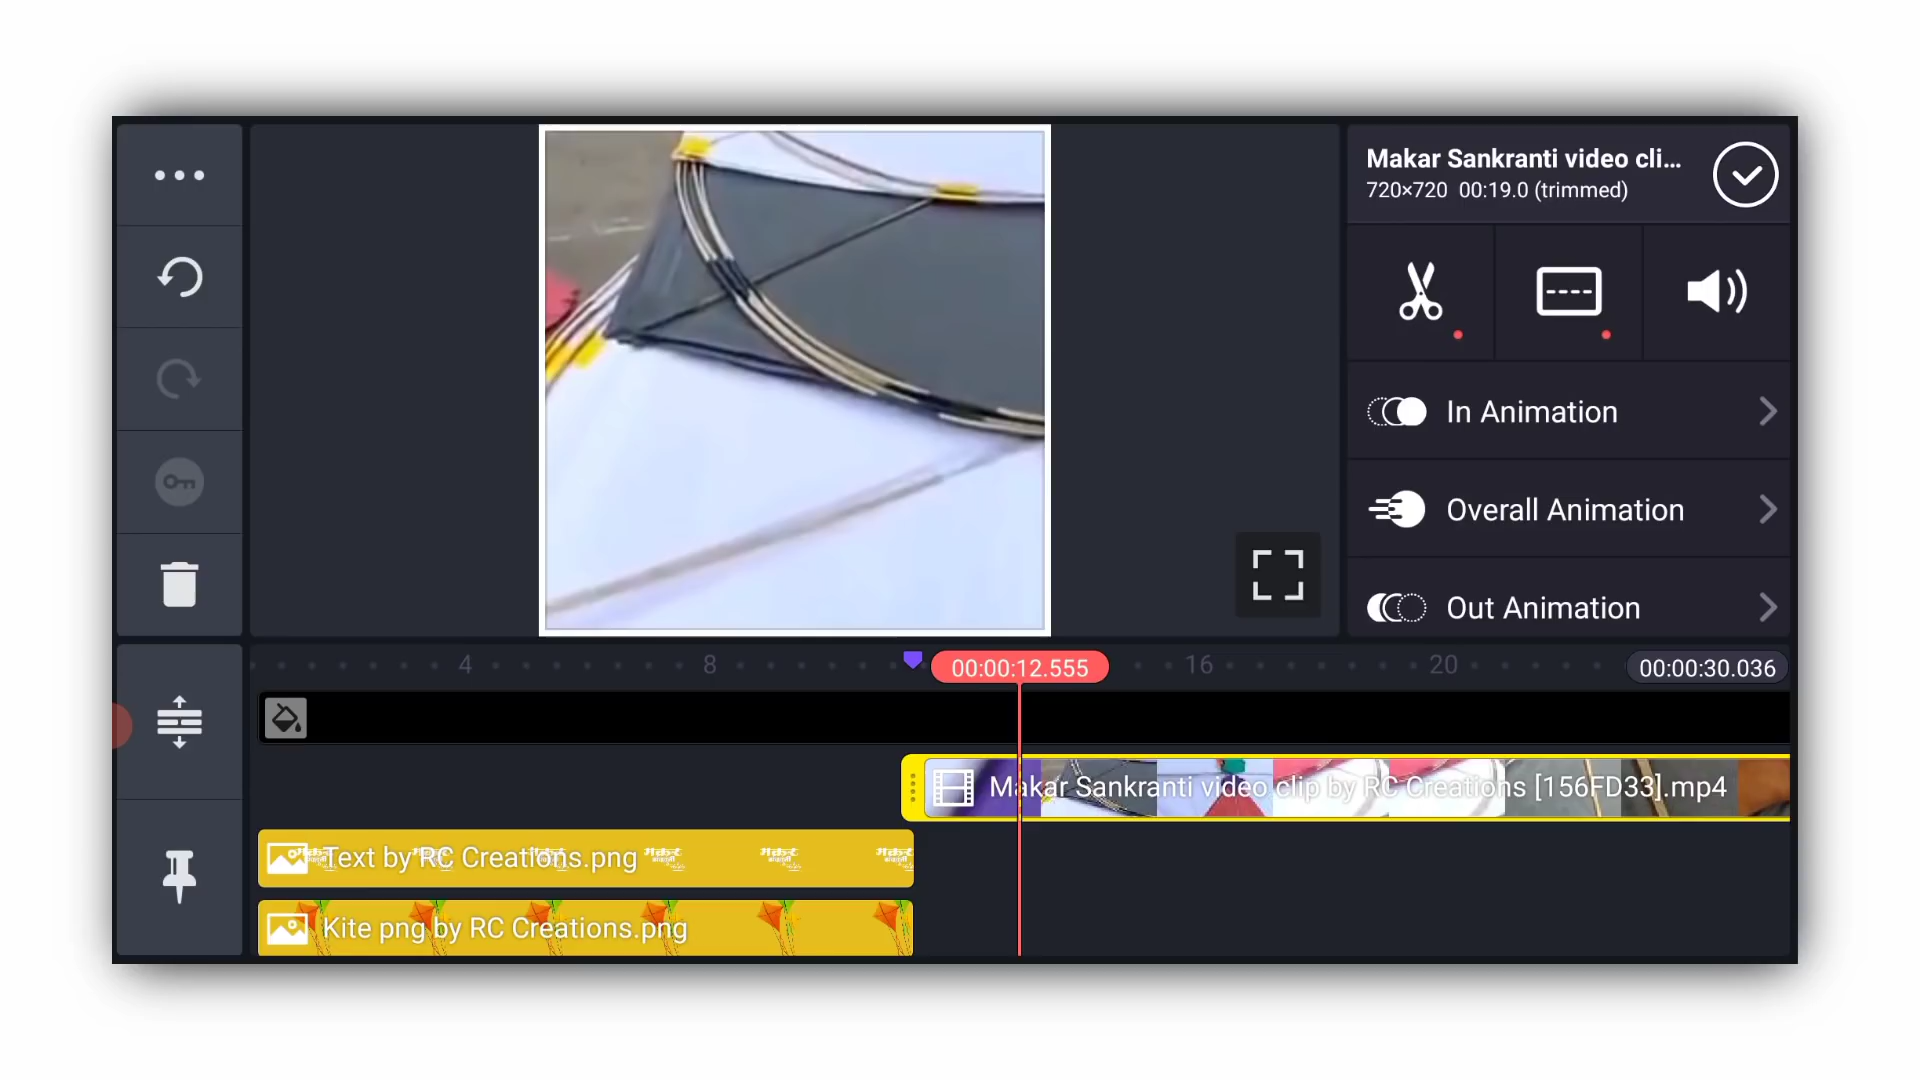 Makar Sankranti video cli...
720×720 00:19.0 (trimmed)
In Animation
Overall Animation
Out Animation
4
8
00:00:12.555
16
20
00:00:30.036
Makar Sankranti video clip by RC Creations [156FD33].mp4
Text by RC Creations.png
Kite png by RC Creations.png